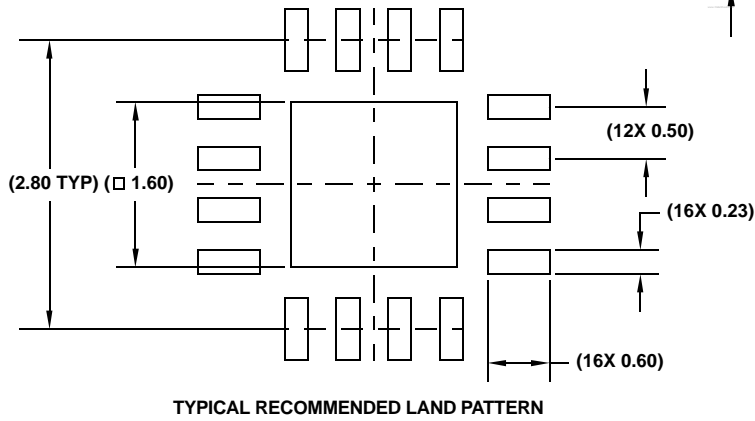 (12X 0.50)
(2.80 TYP) (□ 1.60)
(16X 0.23)
(16X 0.60)
TYPICAL RECOMMENDED LAND PATTERN